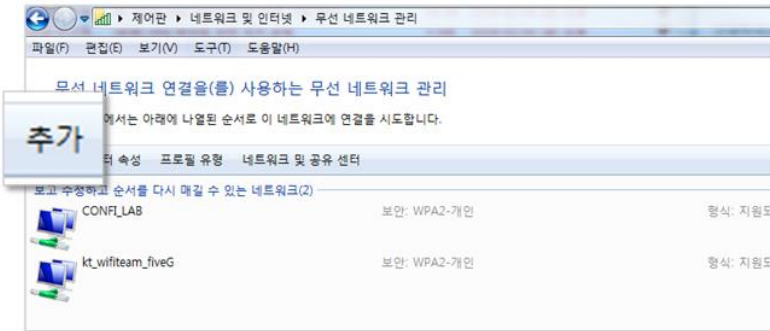 제어판 ▸ 네트워크 및 인터넷 ▸ 무선 네트워크 관리
파일(F) 편집(E) 보기(V) 도구(T) 도움말(H)
무선 네트워크 연결을(를) 사용하는 무선 네트워크 관리
에서는 아래에 나열된 순서로 이 네트워크에 연결을 시도합니다.
추가
터 속성 프로필 유형 네트워크 및 공유 센터
보고 수정하고 순서를 다시 매길 수 있는 네트워크(2)
CONFI_LAB 보안: WPA2-개인 형식: 지원되
kt_wifiteam_fiveG 보안: WPA2-개인 형식: 지원되